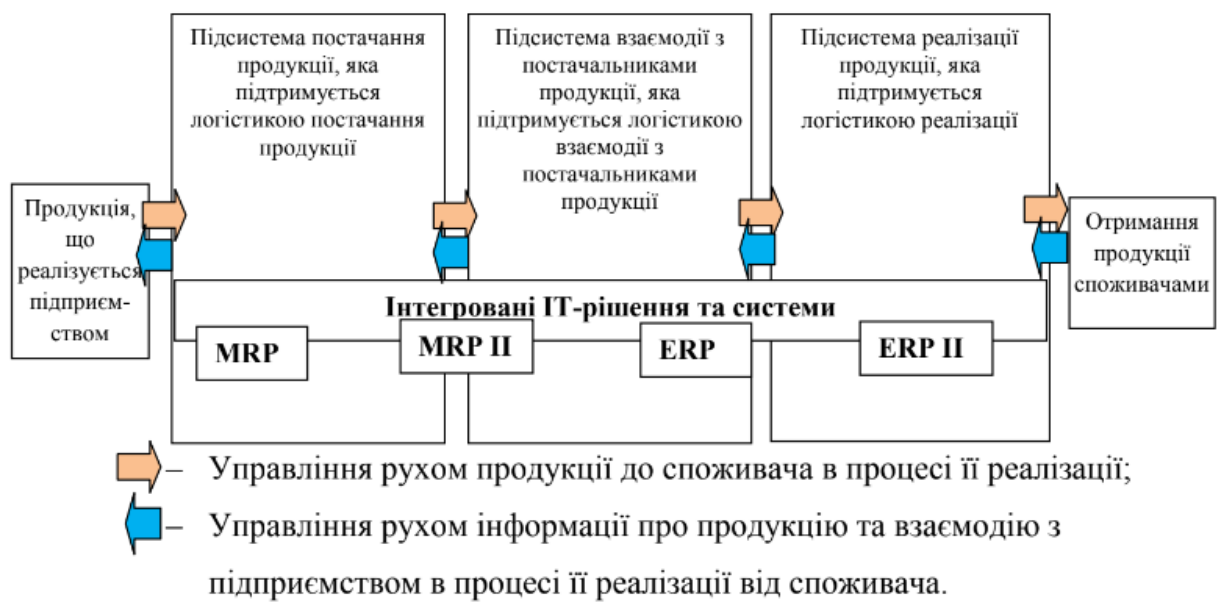 Продукція,
що
реалізується
підприєм-
ством
Підсистема постачання
продукції, яка
підтримується
логістикою постачання
продукції
Підсистема взаємодії з
постачальниками
продукції, яка
підтримується логістикою
взаємодії з
постачальниками
продукції
Підсистема реалізації
продукції, яка
підтримується
логістикою реалізації
Отримання
продукції
споживачами
Інтегровані ІТ-рішення та системи
MRP
MRP II
ERP
ERP II
– Управління рухом продукції до споживача в процесі її реалізації;
– Управління рухом інформації про продукцію та взаємодію з
підприємством в процесі її реалізації від споживача.